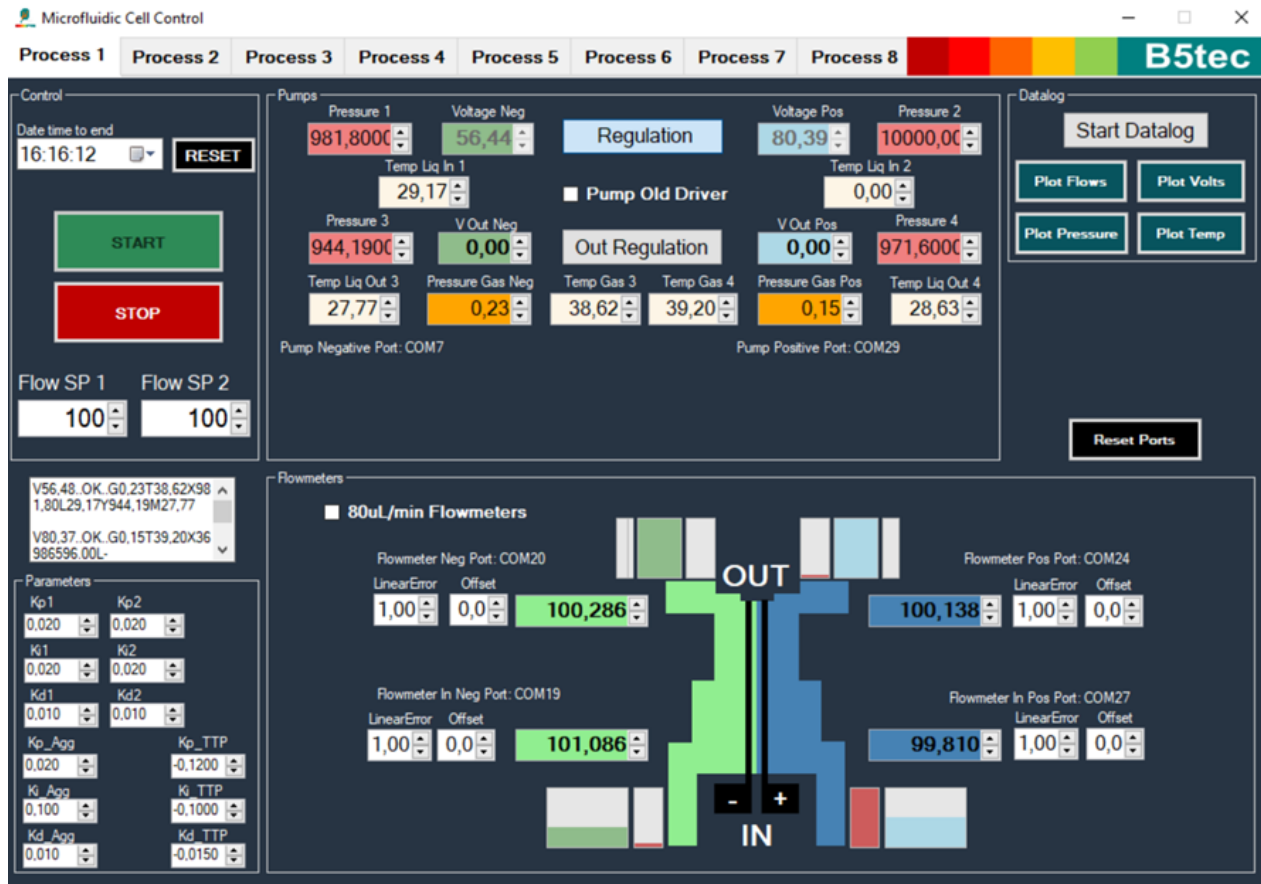 Microfluidic Cell Control
Process 1 Process 2 Process 3 Process 4 Process 5 Process 6 Process 7 Process 8 B5tec
Control
Date time to end
16:16:12 RESET
START
STOP
Flow SP 1 Flow SP 2
100 100
Pumps
Pressure 1 Voltage Neg Voltage Pos Pressure 2
981,8000 56,44 Regulation 80,39 10000,00
Temp Liq In 1 Temp Liq In 2
29,17 Pump Old Driver 0,00
Pressure 3 V Out Neg V Out Pos Pressure 4
944,1900 0,00 Out Regulation 0,00 971,6000
Temp Liq Out 3 Pressure Gas Neg Temp Gas 3 Temp Gas 4 Pressure Gas Pos Temp Liq Out 4
27,77 0,23 38,62 39,20 0,15 28,63
Pump Negative Port: COM7 Pump Positive Port: COM29
Datalog
Start Datalog
Plot Flows Plot Volts
Plot Pressure Plot Temp
Reset Ports
V56,48..OK..G0,23T38,62X98
1,80L29,17Y944,19M27,77
V80,37..OK..G0,15T39,20X36
986596.00L-
Parameters
Kp1 Kp2
0,020 0,020
Ki1 Ki2
0,020 0,020
Kd1 Kd2
0,010 0,010
Kp_Agg Kp_TTP
0,020 -0,1200
Ki_Agg Ki_TTP
0,100 -0,1000
Kd_Agg Kd_TTP
0,010 -0,0150
Flowmeters
80uL/min Flowmeters
Flowmeter Neg Port: COM20 Flowmeter Pos Port: COM24
LinearError Offset OUT LinearError Offset
1,00 0,0 100,286 100,138 1,00 0,0
Flowmeter In Neg Port: COM19 Flowmeter In Pos Port: COM27
LinearError Offset LinearError Offset
1,00 0,0 101,086 99,810 1,00 0,0
- +
IN